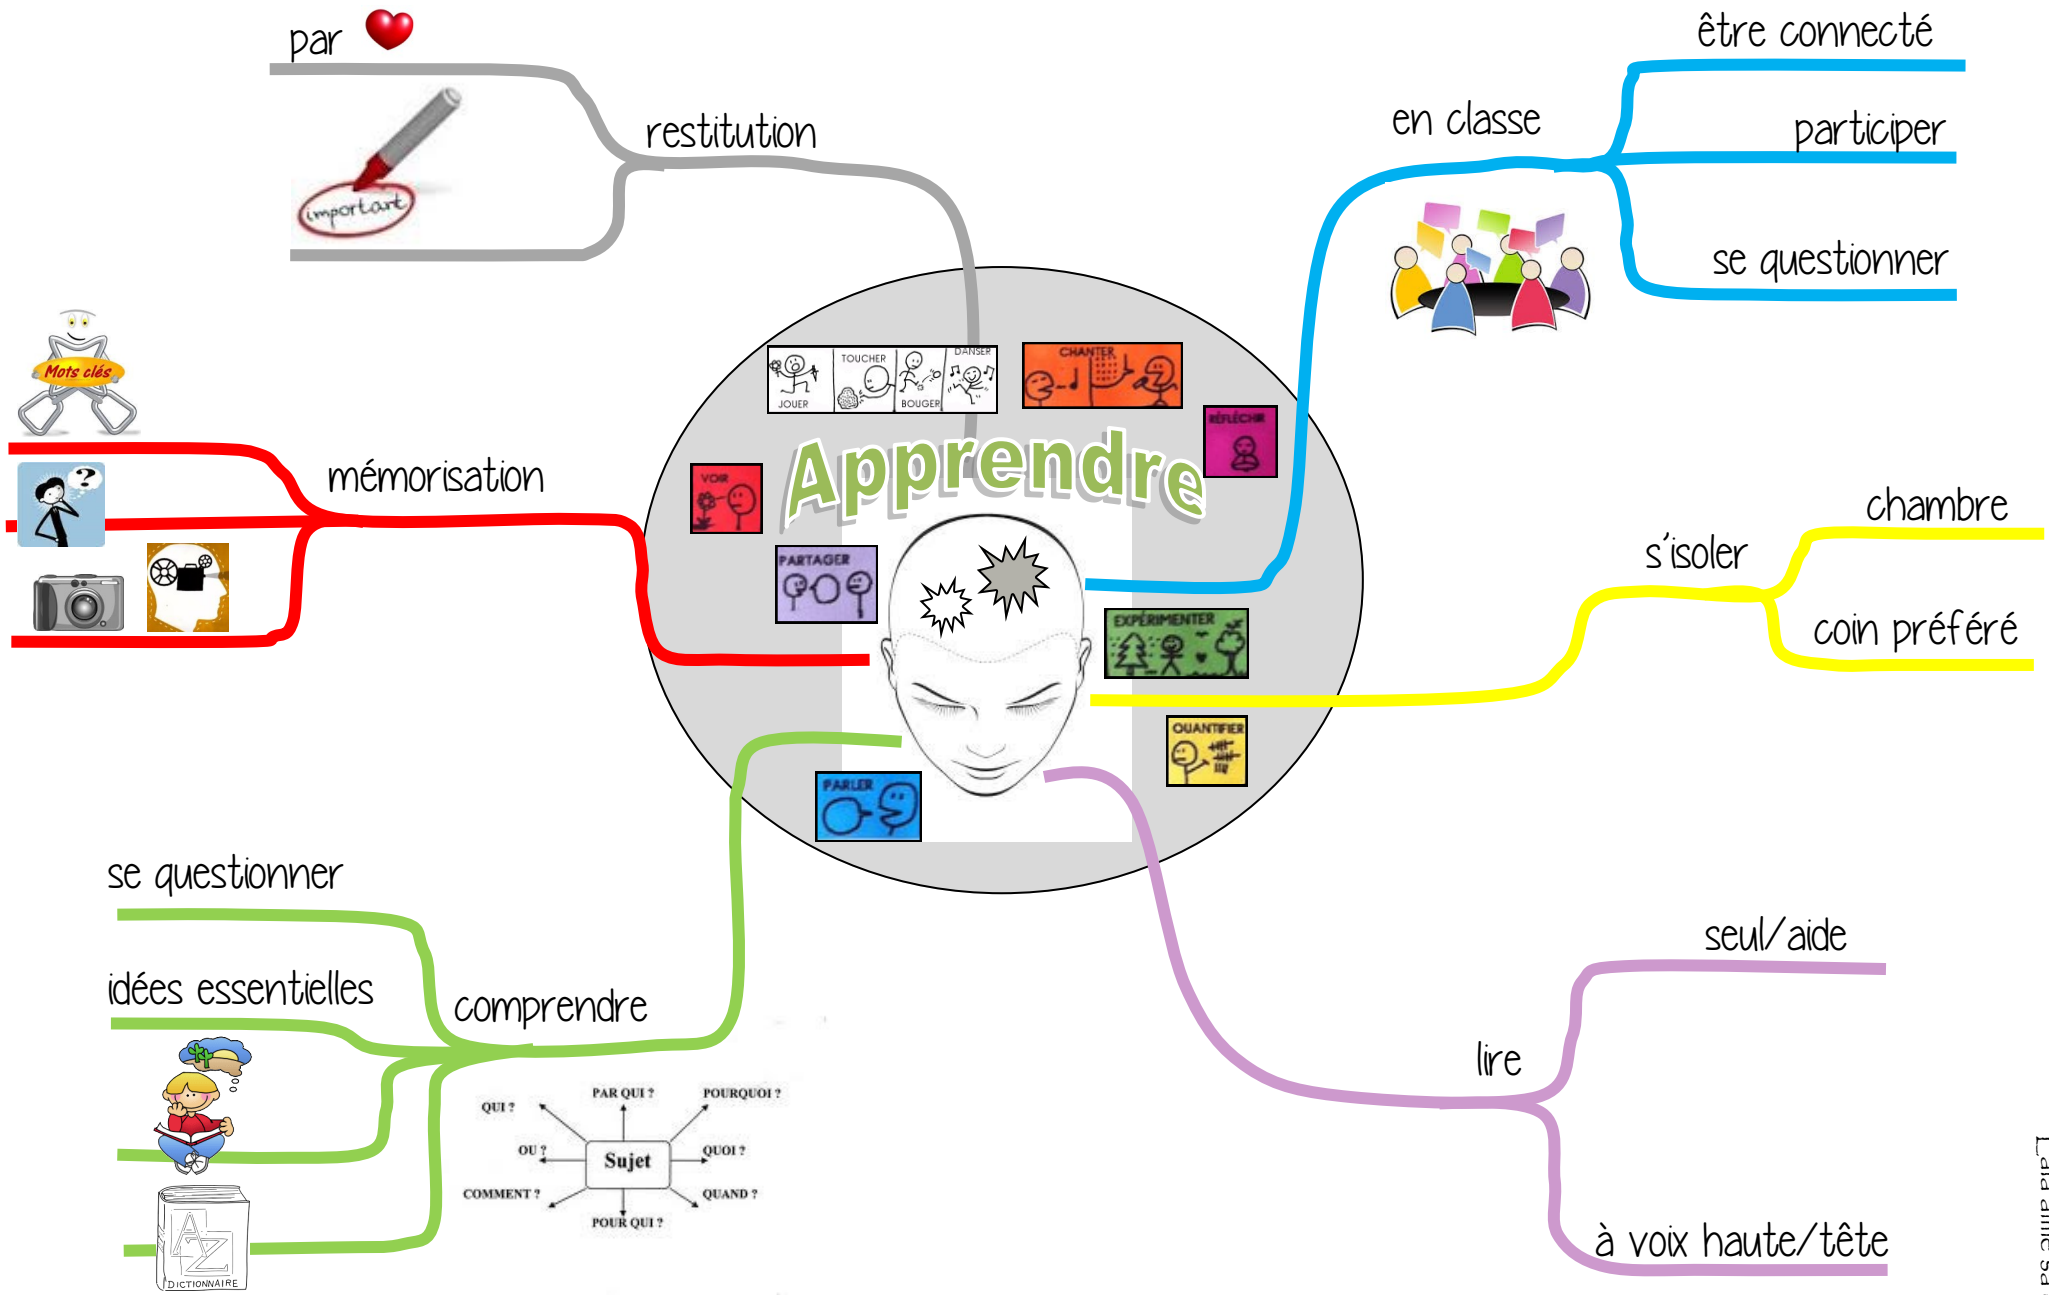 par
restitution
important
en classe
être connecté
participer
se questionner
Mots clés
?
mémorisation
JOUER
TOUCHER
BOUGER
DANSER
CHANTER
RÉFLÉCHIR
VOIR
Apprendre
PARTAGER
EXPÉRIMENTER
QUANTIFIER
PARLER
s'isoler
chambre
coin préféré
se questionner
idées essentielles
comprendre
AZ
DICTIONNAIRE
QUI ?
PAR QUI ?
POURQUOI ?
OU ?
Sujet
QUOI ?
COMMENT ?
QUAND ?
POUR QUI ?
lire
seul/aide
à voix haute/tête